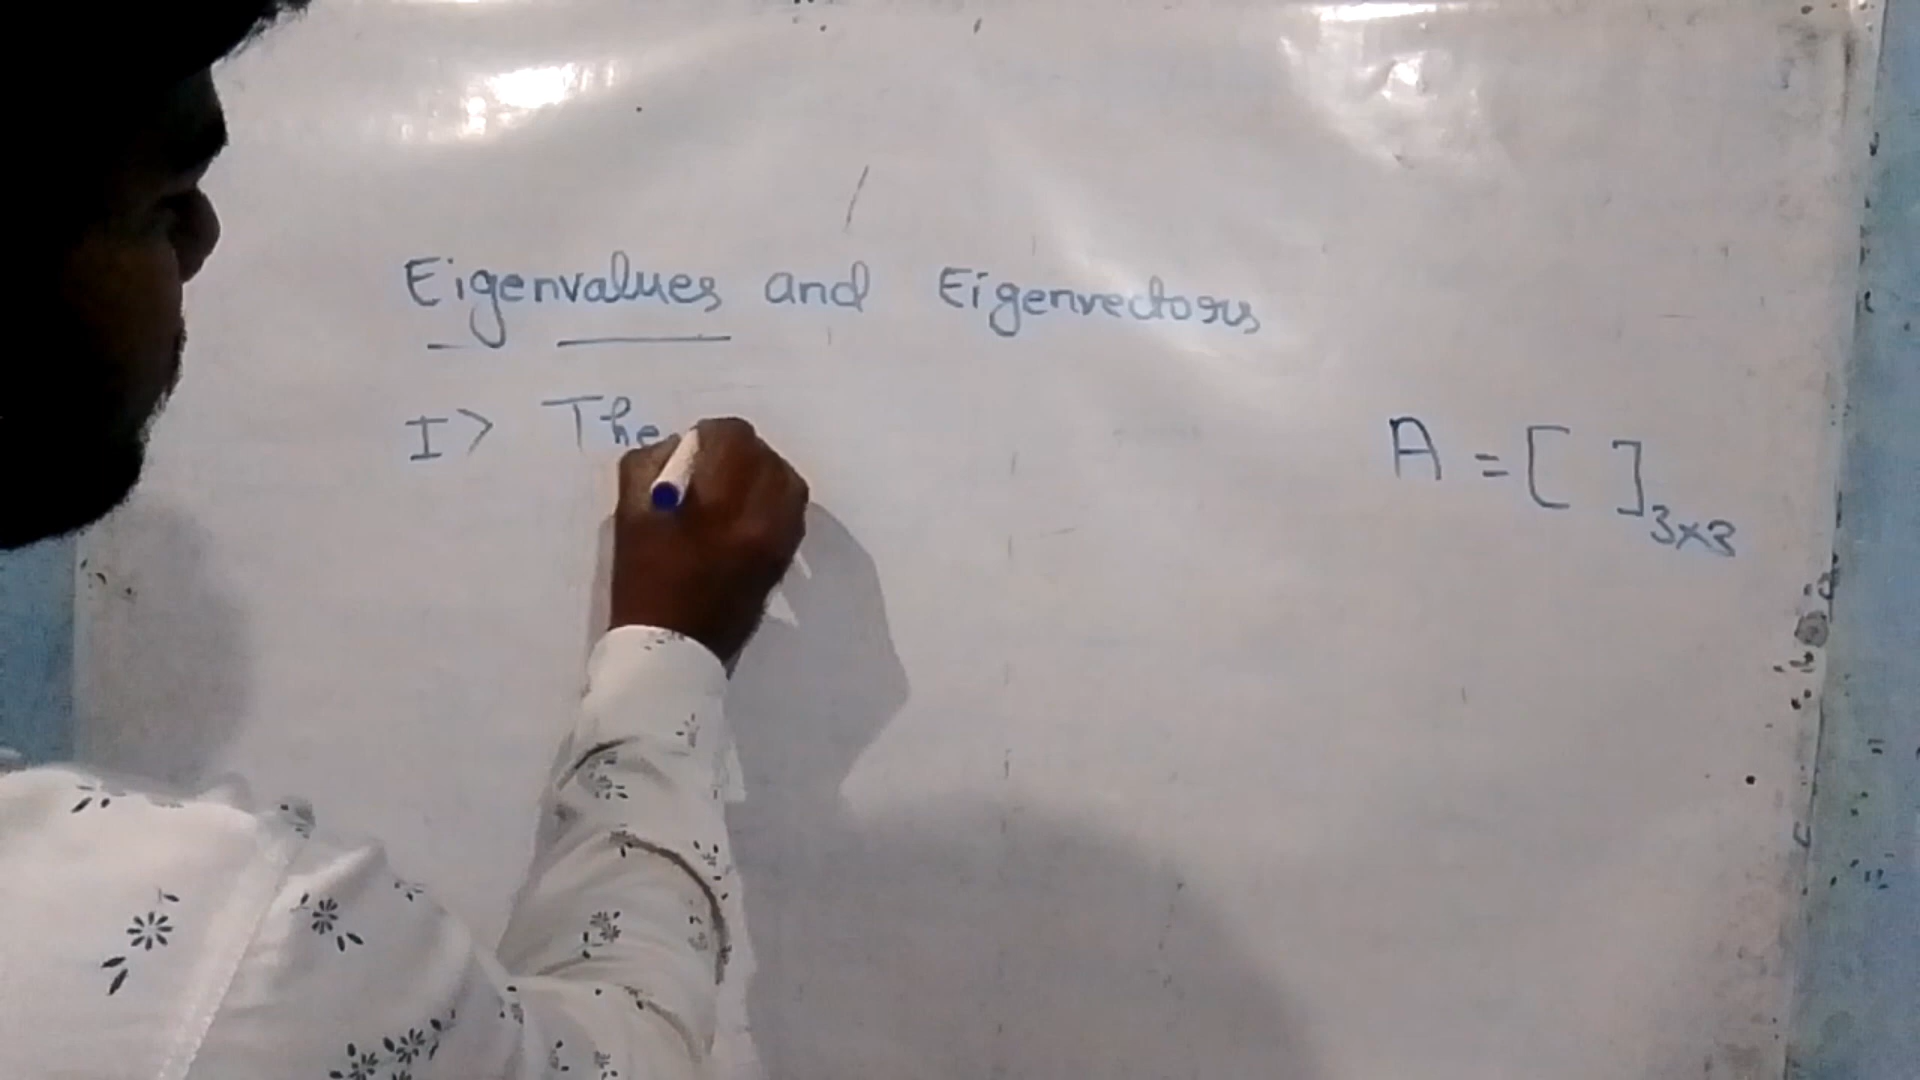 Eigenvalues and Eigenvectors
I> The
A = [ ]3x3